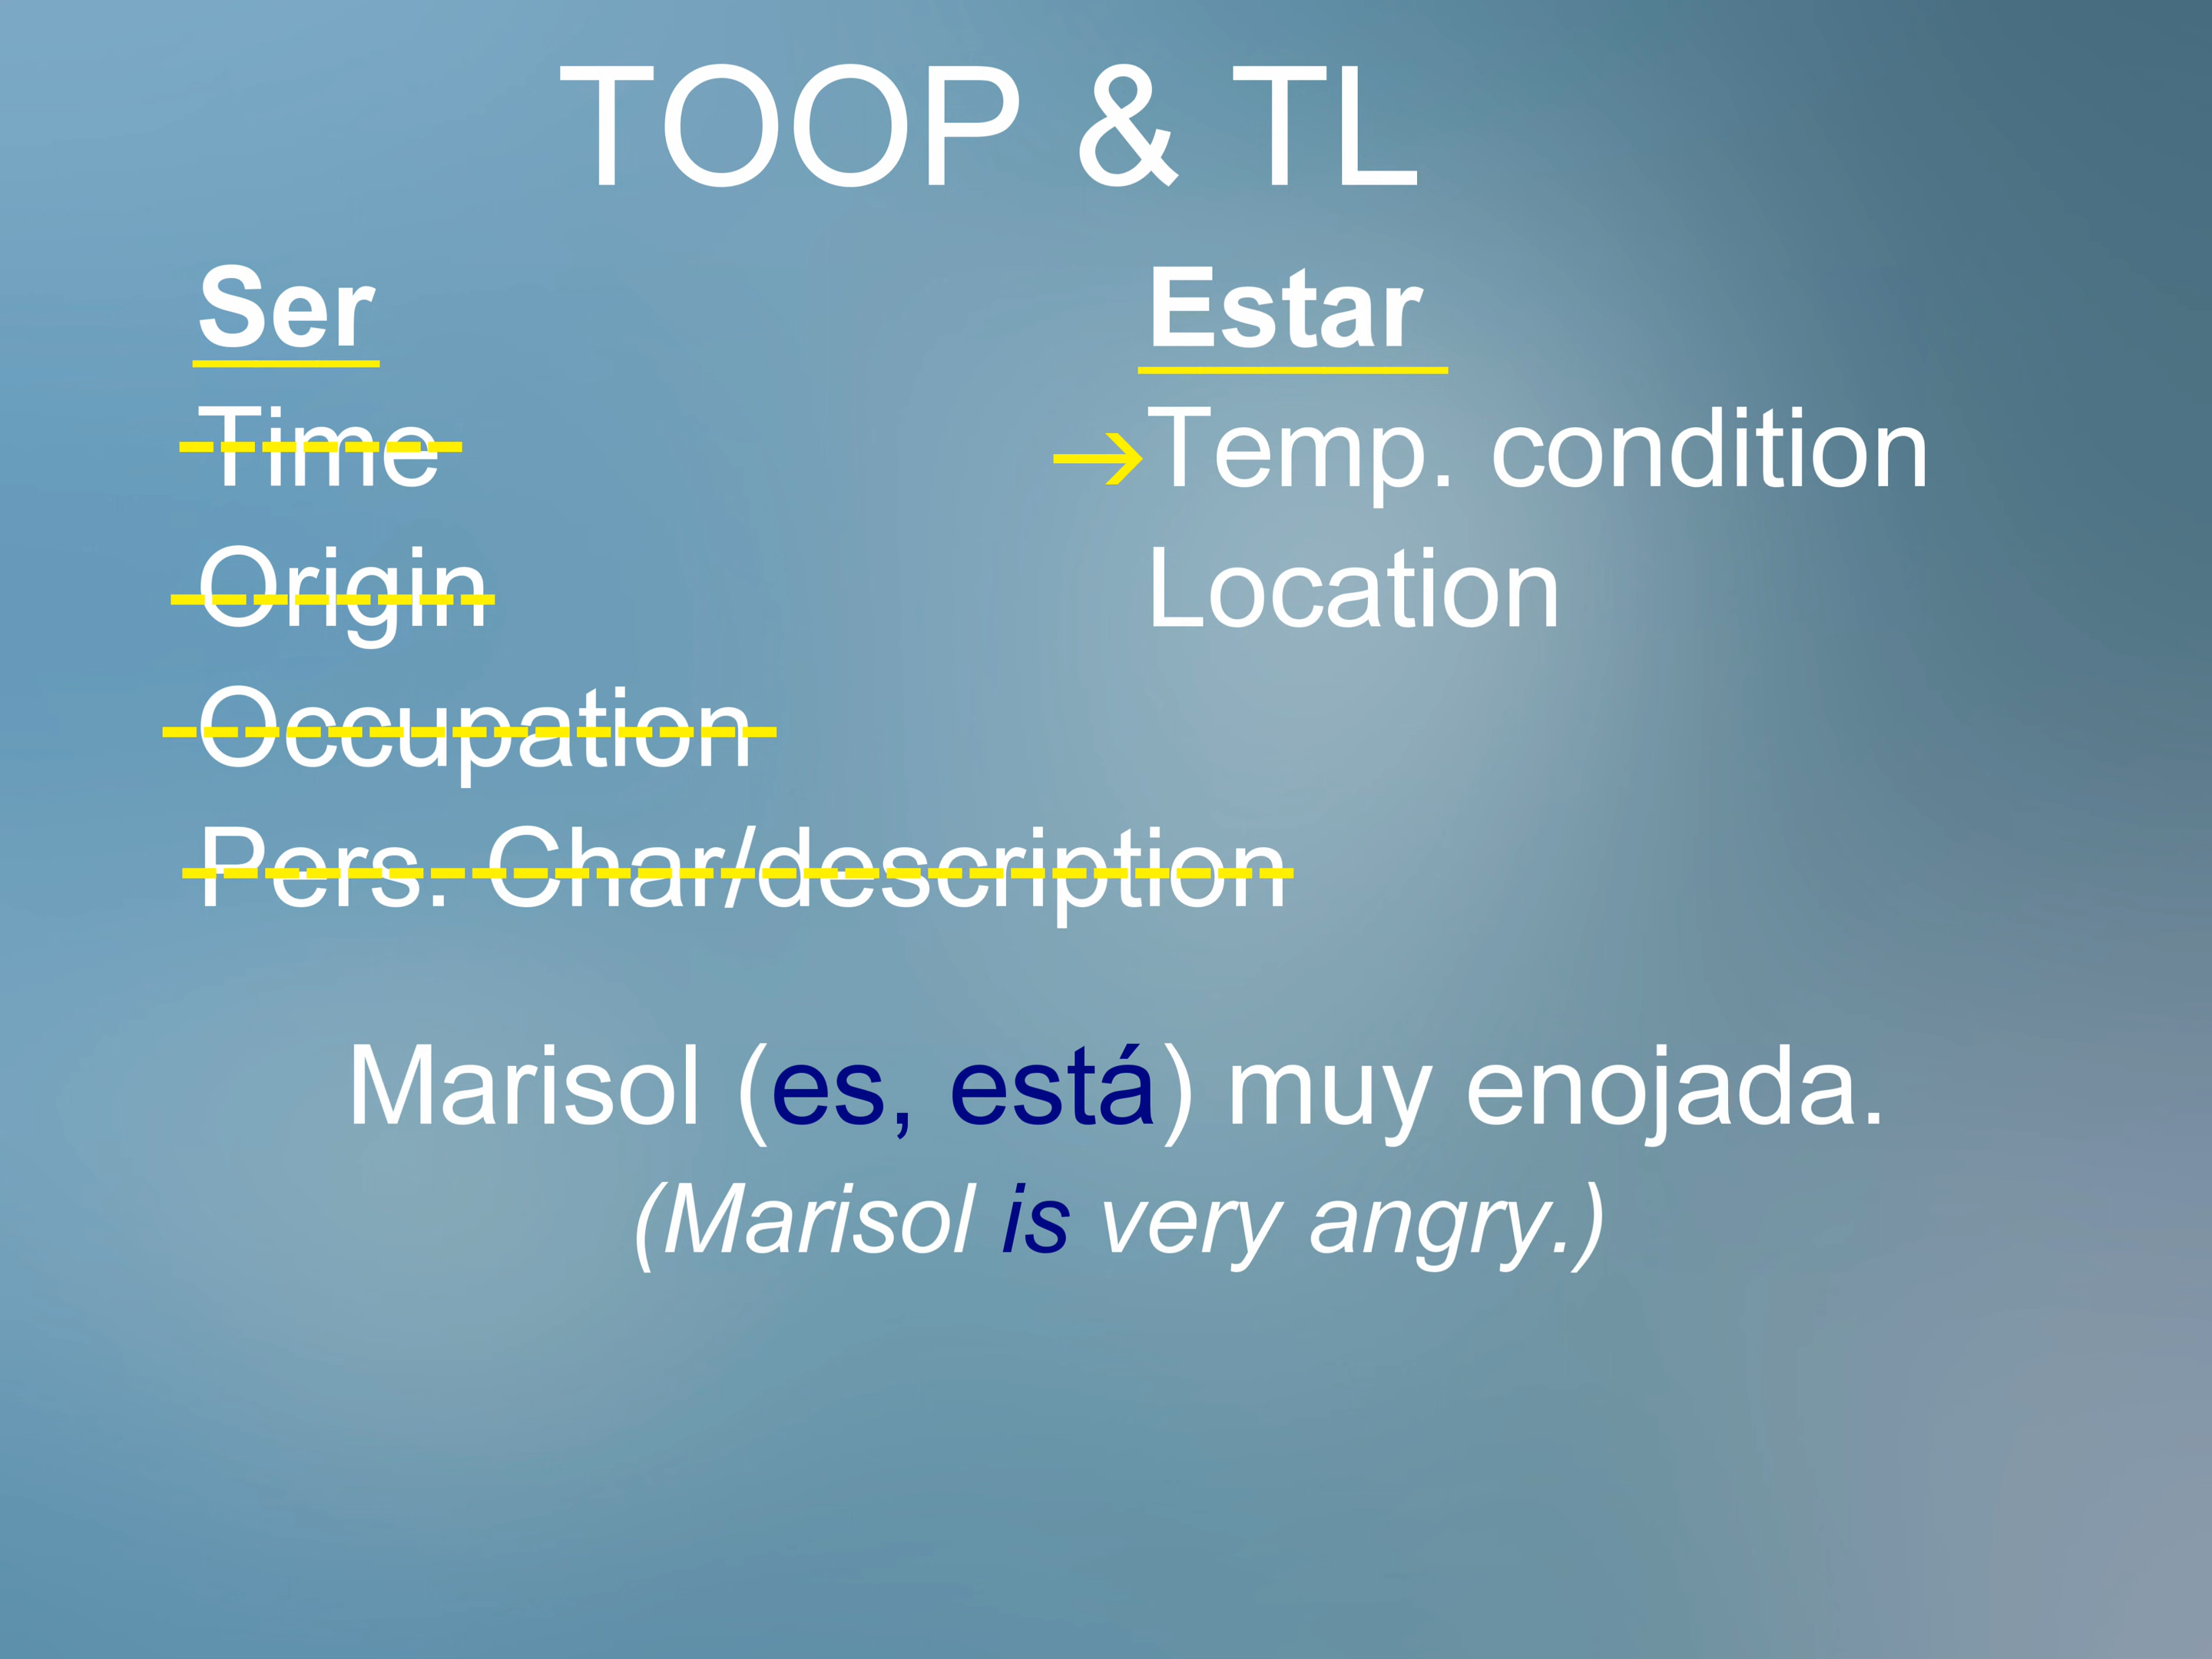 TOOP & TL
Ser
Time
Origin
Occupation
Pers. Char/description
Estar
→Temp. condition
Location
Marisol (es, está) muy enojada.
(Marisol is very angry.)